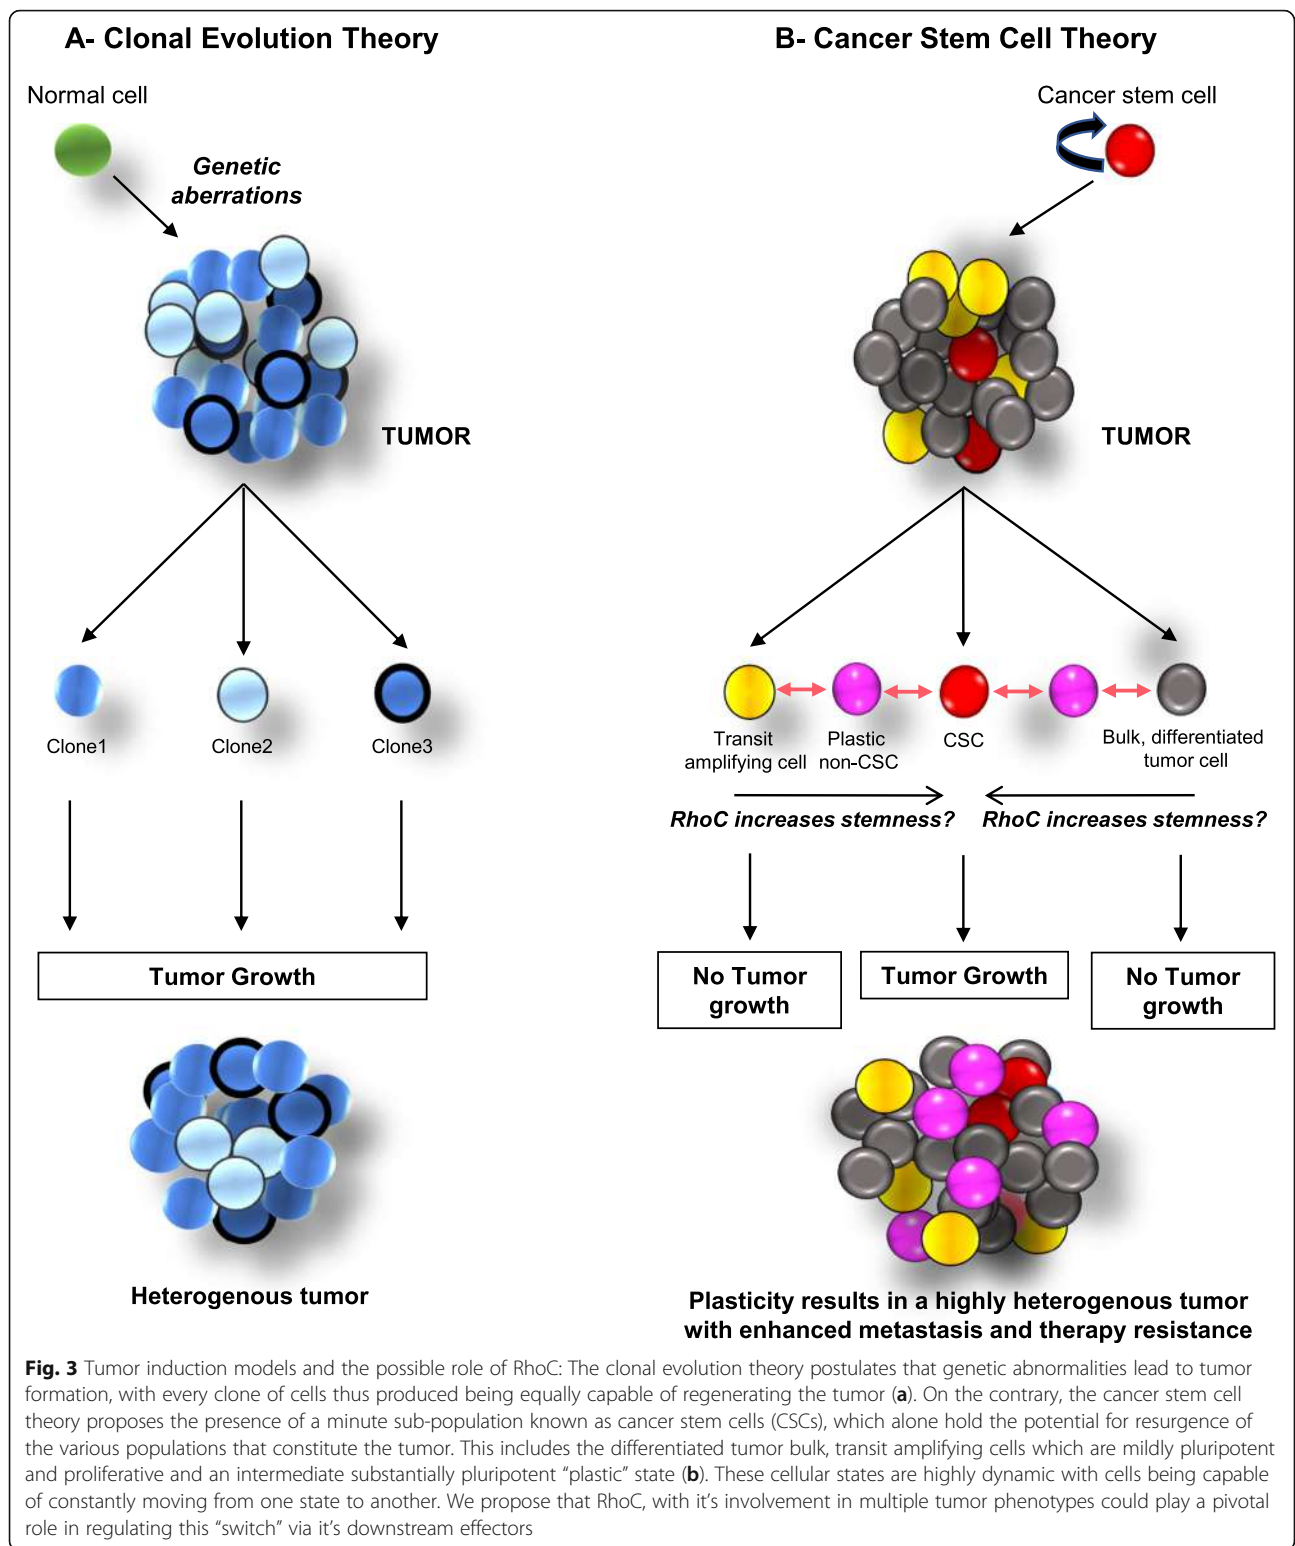 A- Clonal Evolution Theory
Normal cell
Genetic
aberrations
TUMOR
Clone1
Clone2
Clone3
Tumor Growth
Heterogenous tumor
B- Cancer Stem Cell Theory
Cancer stem cell
TUMOR
Transit
amplifying cell
Plastic
non-CSC
CSC
Bulk, differentiated
tumor cell
RhoC increases stemness?
RhoC increases stemness?
No Tumor
growth
Tumor Growth
No Tumor
growth
Plasticity results in a highly heterogenous tumor
with enhanced metastasis and therapy resistance
Fig. 3 Tumor induction models and the possible role of RhoC: The clonal evolution theory postulates that genetic abnormalities lead to tumor
formation, with every clone of cells thus produced being equally capable of regenerating the tumor (a). On the contrary, the cancer stem cell
theory proposes the presence of a minute sub-population known as cancer stem cells (CSCs), which alone hold the potential for resurgence of
the various populations that constitute the tumor. This includes the differentiated tumor bulk, transit amplifying cells which are mildly pluripotent
and proliferative and an intermediate substantially pluripotent “plastic” state (b). These cellular states are highly dynamic with cells being capable
of constantly moving from one state to another. We propose that RhoC, with it’s involvement in multiple tumor phenotypes could play a pivotal
role in regulating this “switch” via it’s downstream effectors